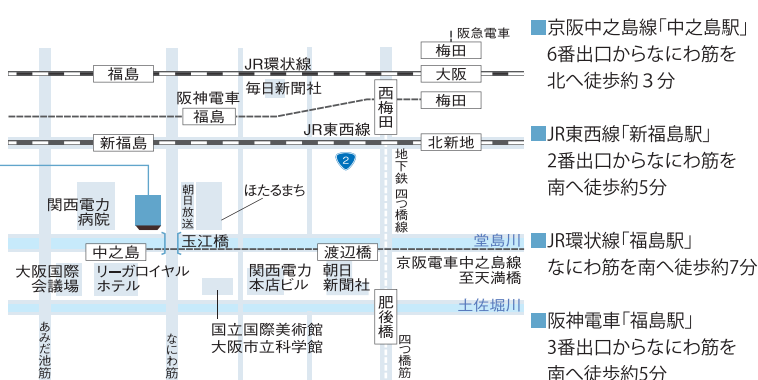 阪急電車
梅田
JR環状線
福島
大阪
毎日新聞社
阪神電車
福島
西梅田
梅田
JR東西線
新福島
北新地
2
地下鉄 四つ橋線
関西電力
病院
朝日放送
ほたるまち
玉江橋
堂島川
中之島
渡辺橋
京阪電車中之島線
至天満橋
大阪国際
会議場
リーガロイヤル
ホテル
関西電力
本店ビル
朝日
新聞社
土佐堀川
肥後橋
国立国際美術館
大阪市立科学館
あみだ池筋
なにわ筋
四つ橋筋
京阪中之島線「中之島駅」
6番出口からなにわ筋を
北へ徒歩約3分
JR東西線「新福島駅」
2番出口からなにわ筋を
南へ徒歩約5分
JR環状線「福島駅」
なにわ筋を南へ徒歩約7分
阪神電車「福島駅」
3番出口からなにわ筋を
南へ徒歩約5分